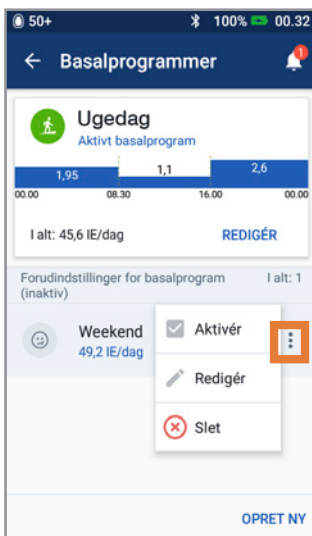 50+ 100% 00.32
Basalprogrammer
Ugedag
Aktivt basalprogram
1,95 1,1 2,6
00.00 08.30 16.00 00.00
I alt: 45,6 IE/dag REDIGÉR
Forudindstillinger for basalprogram I alt: 1
(inaktiv)
Weekend
49,2 IE/dag
Aktivér
Redigér
Slet
OPRET NY